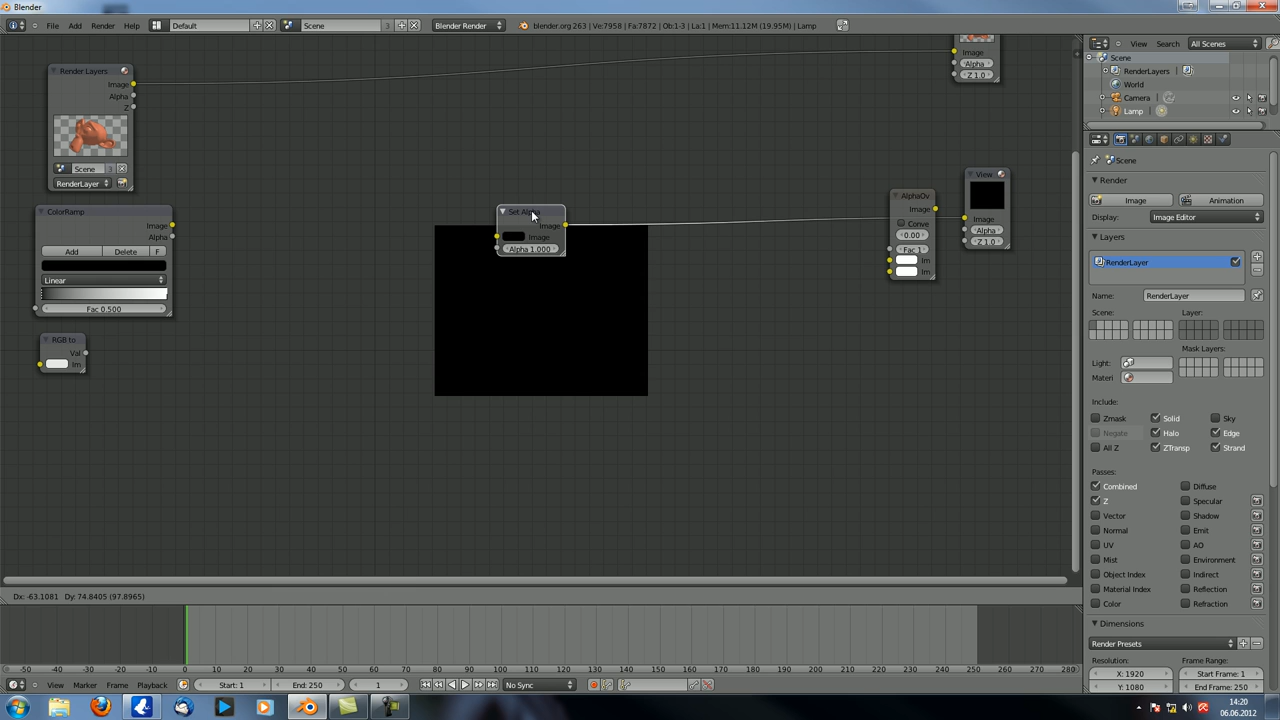 Blender
File Add Render Help Default Scene 3 Blender Render blender.org 263 | Ve:7958 | Fa:7872 | Ob:1-3 | La:1 | Mem:11.12M (19.95M) | Lamp
View Search All Scenes
Scene
RenderLayers
World
Camera
Lamp
Image
Alpha
Z 1.0
Render Layers
Image
Alpha
Z
Scene 3
RenderLayer
ColorRamp
Image
Alpha
Add Delete F
Linear
Fac 0.500
RGB to
Val
Im
Set Alpha
Image
Image
Alpha 1.000
AlphaOv
Image
Conve
0.00
Fac 1
Im
Im
View
Image
Alpha
Z 1.0
Scene
Render
Image Animation
Display: Image Editor
Layers
RenderLayer
Name: RenderLayer
Scene: Layer:
Mask Layers:
Light:
Materi
Include:
Zmask Solid Sky
Negate Halo Edge
All Z ZTransp Strand
Passes:
Combined Diffuse
Z Specular
Vector Shadow
Normal Emit
UV AO
Mist Environment
Object Index Indirect
Material Index Reflection
Color Refraction
Dimensions
Render Presets
Resolution: Frame Range:
X: 1920 Start Frame: 1
Y: 1080 End Frame: 250
Dx: -63.1081 Dy: 74.8405 (97.8965)
-50 -40 -30 -20 -10 0 10 20 30 40 50 60 70 80 90 100 110 120 130 140 150 160 170 180 190 200 210 220 230 240 250 260 270 280
View Marker Frame Playback Start: 1 End: 250 1 No Sync
14:20
06.06.2012